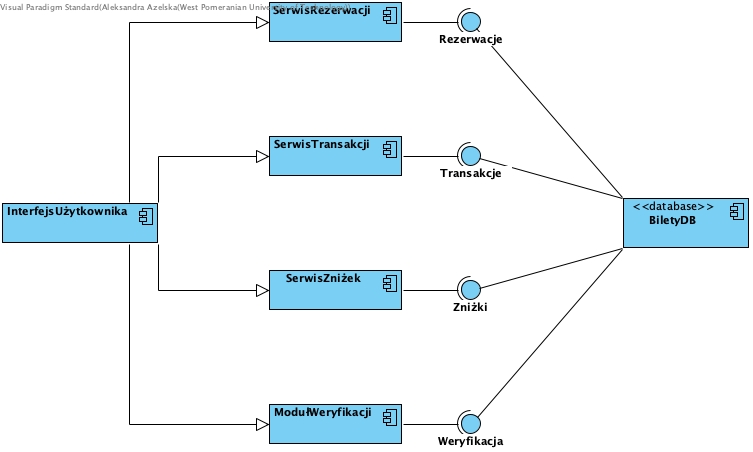 Visual Paradigm Standard(Aleksandra Azelska(West Pomeranian University of Technology))
SerwisRezerwacji
Rezerwacje
SerwisTransakcji
Transakcje
InterfejsUżytkownika
<<database>>
BiletyDB
SerwisZniżek
Zniżki
ModułWeryfikacji
Weryfikacja